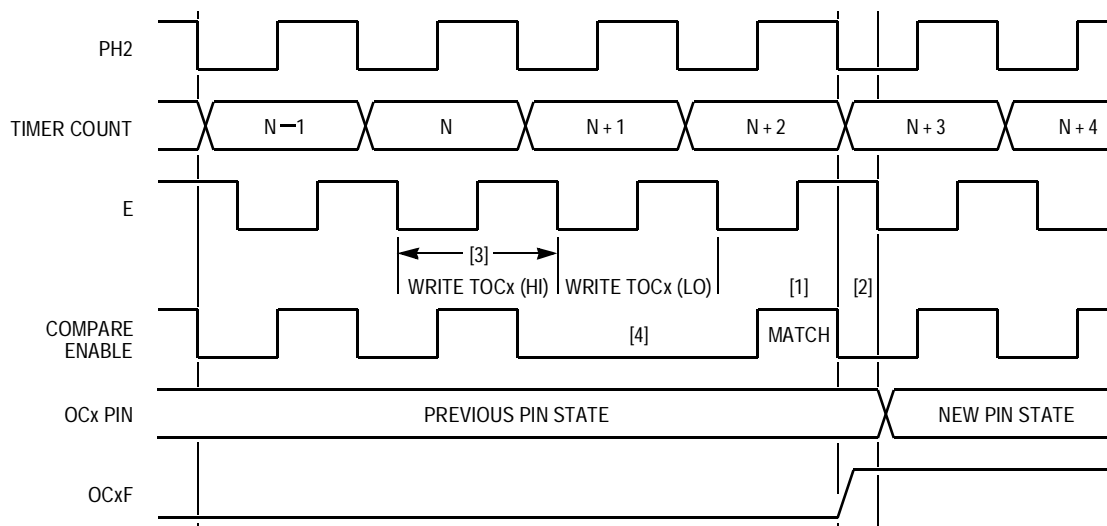 PH2
TIMER COUNT
N—1
N
N + 1
N + 2
N + 3
N + 4
E
[3]
WRITE TOCx (HI)
WRITE TOCx (LO)
[1]
[2]
COMPARE
ENABLE
[4]
MATCH
OCx PIN
PREVIOUS PIN STATE
NEW PIN STATE
OCxF